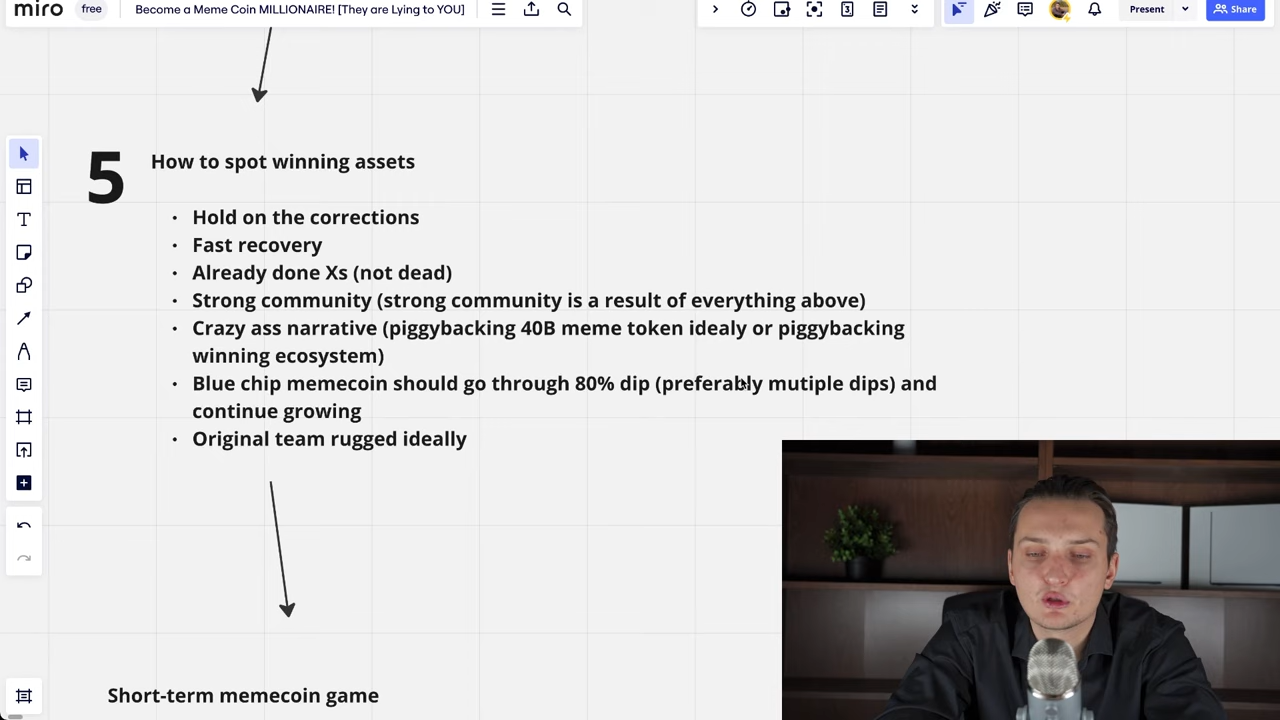 miro free Become a Meme Coin MILLIONAIRE! [They are Lying to YOU] Present Share
5 How to spot winning assets
• Hold on the corrections
• Fast recovery
• Already done Xs (not dead)
• Strong community (strong community is a result of everything above)
• Crazy ass narrative (piggybacking 40B meme token idealy or piggybacking
winning ecosystem)
• Blue chip memecoin should go through 80% dip (preferably mutiple dips) and
continue growing
• Original team rugged ideally
Short-term memecoin game